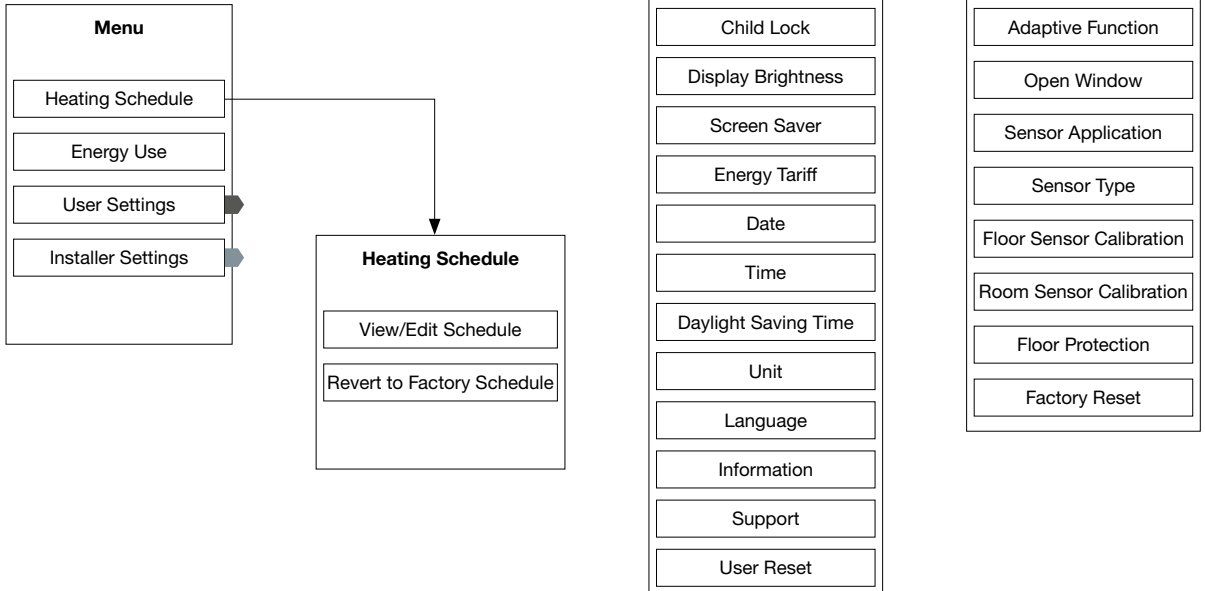 Menu
Heating Schedule
Energy Use
User Settings
Installer Settings
Heating Schedule
View/Edit Schedule
Revert to Factory Schedule
Child Lock
Display Brightness
Screen Saver
Energy Tariff
Date
Time
Daylight Saving Time
Unit
Language
Information
Support
User Reset
Adaptive Function
Open Window
Sensor Application
Sensor Type
Floor Sensor Calibration
Room Sensor Calibration
Floor Protection
Factory Reset